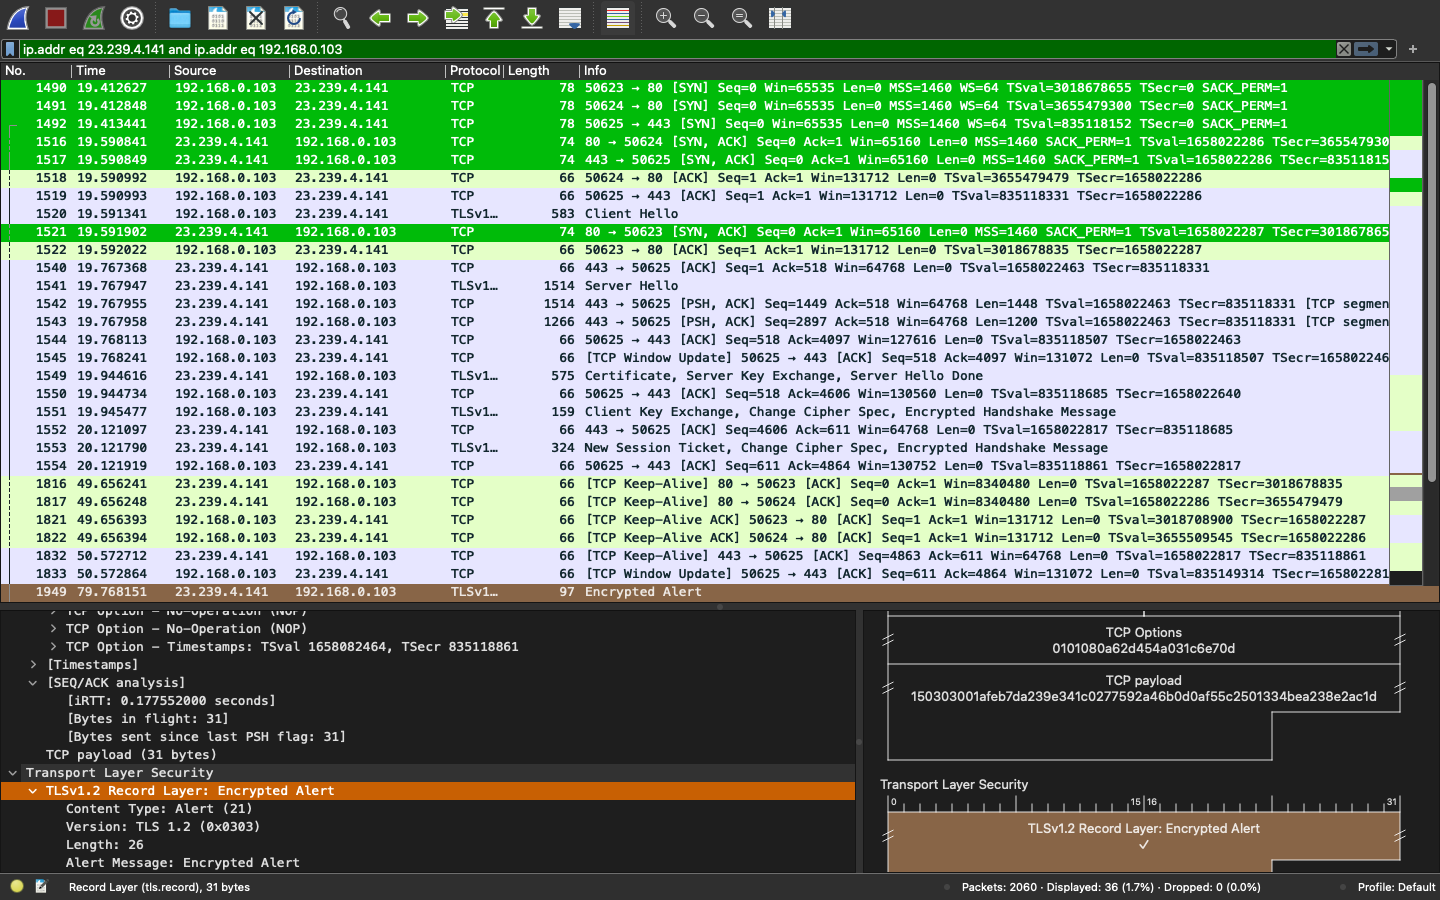 ip.addr eq 23.239.4.141 and ip.addr eq 192.168.0.103
No. Time Source Destination Protocol Length Info
1490 19.412627 192.168.0.103 23.239.4.141 TCP 78 50623 → 80 [SYN] Seq=0 Win=65535 Len=0 MSS=1460 WS=64 TSval=3018678655 TSecr=0 SACK_PERM=1
1491 19.412848 192.168.0.103 23.239.4.141 TCP 78 50624 → 80 [SYN] Seq=0 Win=65535 Len=0 MSS=1460 WS=64 TSval=3655479300 TSecr=0 SACK_PERM=1
1492 19.413441 192.168.0.103 23.239.4.141 TCP 78 50625 → 443 [SYN] Seq=0 Win=65535 Len=0 MSS=1460 WS=64 TSval=835118152 TSecr=0 SACK_PERM=1
1516 19.590841 23.239.4.141 192.168.0.103 TCP 74 80 → 50624 [SYN, ACK] Seq=0 Ack=1 Win=65160 Len=0 MSS=1460 SACK_PERM=1 TSval=1658022286 TSecr=365547930
1517 19.590849 23.239.4.141 192.168.0.103 TCP 74 443 → 50625 [SYN, ACK] Seq=0 Ack=1 Win=65160 Len=0 MSS=1460 SACK_PERM=1 TSval=1658022286 TSecr=83511815
1518 19.590992 192.168.0.103 23.239.4.141 TCP 66 50624 → 80 [ACK] Seq=1 Ack=1 Win=131712 Len=0 TSval=3655479479 TSecr=1658022286
1519 19.590993 192.168.0.103 23.239.4.141 TCP 66 50625 → 443 [ACK] Seq=1 Ack=1 Win=131712 Len=0 TSval=835118331 TSecr=1658022286
1520 19.591341 192.168.0.103 23.239.4.141 TLSv1… 583 Client Hello
1521 19.591902 23.239.4.141 192.168.0.103 TCP 74 80 → 50623 [SYN, ACK] Seq=0 Ack=1 Win=65160 Len=0 MSS=1460 SACK_PERM=1 TSval=1658022287 TSecr=301867865
1522 19.592022 192.168.0.103 23.239.4.141 TCP 66 50623 → 80 [ACK] Seq=1 Ack=1 Win=131712 Len=0 TSval=3018678835 TSecr=1658022287
1540 19.767368 23.239.4.141 192.168.0.103 TCP 66 443 → 50625 [ACK] Seq=1 Ack=518 Win=64768 Len=0 TSval=1658022463 TSecr=835118331
1541 19.767947 23.239.4.141 192.168.0.103 TLSv1… 1514 Server Hello
1542 19.767955 23.239.4.141 192.168.0.103 TCP 1514 443 → 50625 [PSH, ACK] Seq=1449 Ack=518 Win=64768 Len=1448 TSval=1658022463 TSecr=835118331 [TCP segmen
1543 19.767958 23.239.4.141 192.168.0.103 TCP 1266 443 → 50625 [PSH, ACK] Seq=2897 Ack=518 Win=64768 Len=1200 TSval=1658022463 TSecr=835118331 [TCP segmen
1544 19.768113 192.168.0.103 23.239.4.141 TCP 66 50625 → 443 [ACK] Seq=518 Ack=4097 Win=127616 Len=0 TSval=835118507 TSecr=1658022463
1545 19.768241 192.168.0.103 23.239.4.141 TCP 66 [TCP Window Update] 50625 → 443 [ACK] Seq=518 Ack=4097 Win=131072 Len=0 TSval=835118507 TSecr=165802246
1549 19.944616 23.239.4.141 192.168.0.103 TLSv1… 575 Certificate, Server Key Exchange, Server Hello Done
1550 19.944734 192.168.0.103 23.239.4.141 TCP 66 50625 → 443 [ACK] Seq=518 Ack=4606 Win=130560 Len=0 TSval=835118685 TSecr=1658022640
1551 19.945477 192.168.0.103 23.239.4.141 TLSv1… 159 Client Key Exchange, Change Cipher Spec, Encrypted Handshake Message
1552 20.121097 23.239.4.141 192.168.0.103 TCP 66 443 → 50625 [ACK] Seq=4606 Ack=611 Win=64768 Len=0 TSval=1658022817 TSecr=835118685
1553 20.121790 23.239.4.141 192.168.0.103 TLSv1… 324 New Session Ticket, Change Cipher Spec, Encrypted Handshake Message
1554 20.121919 192.168.0.103 23.239.4.141 TCP 66 50625 → 443 [ACK] Seq=611 Ack=4864 Win=130752 Len=0 TSval=835118861 TSecr=1658022817
1816 49.656241 23.239.4.141 192.168.0.103 TCP 66 [TCP Keep-Alive] 80 → 50623 [ACK] Seq=0 Ack=1 Win=8340480 Len=0 TSval=1658022287 TSecr=3018678835
1817 49.656248 23.239.4.141 192.168.0.103 TCP 66 [TCP Keep-Alive] 80 → 50624 [ACK] Seq=0 Ack=1 Win=8340480 Len=0 TSval=1658022286 TSecr=3655479479
1821 49.656393 192.168.0.103 23.239.4.141 TCP 66 [TCP Keep-Alive ACK] 50623 → 80 [ACK] Seq=1 Ack=1 Win=131712 Len=0 TSval=3018708900 TSecr=1658022287
1822 49.656394 192.168.0.103 23.239.4.141 TCP 66 [TCP Keep-Alive ACK] 50624 → 80 [ACK] Seq=1 Ack=1 Win=131712 Len=0 TSval=3655509545 TSecr=1658022286
1832 50.572712 23.239.4.141 192.168.0.103 TCP 66 [TCP Keep-Alive] 443 → 50625 [ACK] Seq=4863 Ack=611 Win=64768 Len=0 TSval=1658022817 TSecr=835118861
1833 50.572864 192.168.0.103 23.239.4.141 TCP 66 [TCP Window Update] 50625 → 443 [ACK] Seq=611 Ack=4864 Win=131072 Len=0 TSval=835149314 TSecr=165802281
1949 79.768151 23.239.4.141 192.168.0.103 TLSv1… 97 Encrypted Alert
TCP Option - No-Operation (NOP)
TCP Option - No-Operation (NOP)
TCP Option - Timestamps: TSval 1658082464, TSecr 835118861
[Timestamps]
[SEQ/ACK analysis]
[iRTT: 0.177552000 seconds]
[Bytes in flight: 31]
[Bytes sent since last PSH flag: 31]
TCP payload (31 bytes)
Transport Layer Security
TLSv1.2 Record Layer: Encrypted Alert
Content Type: Alert (21)
Version: TLS 1.2 (0x0303)
Length: 26
Alert Message: Encrypted Alert
TCP Options
0101080a62d454a031c6e70d
TCP payload
150303001afeb7da239e341c0277592a46b0d0af55c2501334bea238e2ac1d
Transport Layer Security
0 15 16 31
TLSv1.2 Record Layer: Encrypted Alert
✓
Record Layer (tls.record), 31 bytes
Packets: 2060 · Displayed: 36 (1.7%) · Dropped: 0 (0.0%)
Profile: Default